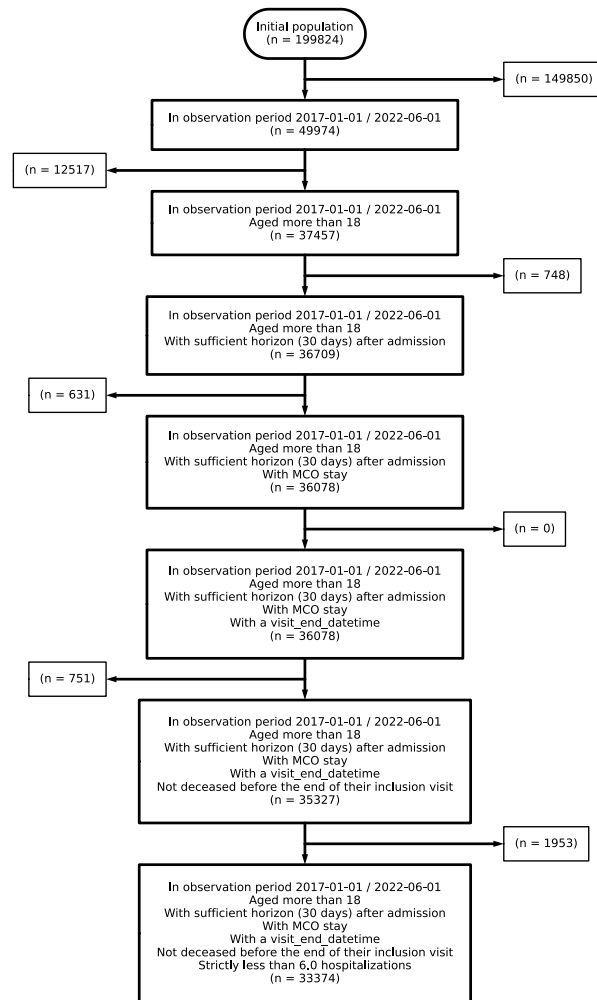 Initial population
(n = 199824)
(n = 149850)
In observation period 2017-01-01 / 2022-06-01
(n = 49974)
(n = 12517)
In observation period 2017-01-01 / 2022-06-01
Aged more than 18
(n = 37457)
(n = 748)
In observation period 2017-01-01 / 2022-06-01
Aged more than 18
With sufficient horizon (30 days) after admission
(n = 36709)
(n = 631)
In observation period 2017-01-01 / 2022-06-01
Aged more than 18
With sufficient horizon (30 days) after admission
With MCO stay
(n = 36078)
(n = 0)
In observation period 2017-01-01 / 2022-06-01
Aged more than 18
With sufficient horizon (30 days) after admission
With MCO stay
With a visit_end_datetime
(n = 36078)
(n = 751)
In observation period 2017-01-01 / 2022-06-01
Aged more than 18
With sufficient horizon (30 days) after admission
With MCO stay
With a visit_end_datetime
Not deceased before the end of their inclusion visit
(n = 35327)
(n = 1953)
In observation period 2017-01-01 / 2022-06-01
Aged more than 18
With sufficient horizon (30 days) after admission
With MCO stay
With a visit_end_datetime
Not deceased before the end of their inclusion visit
Strictly less than 6.0 hospitalizations
(n = 33374)